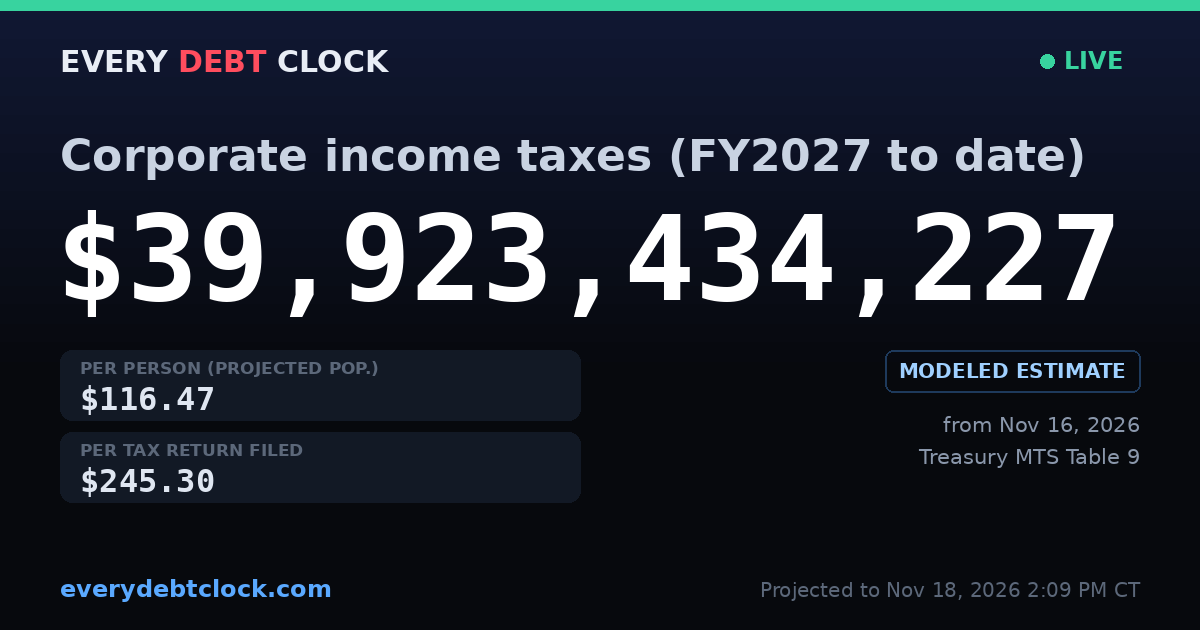 EVERY DEBT CLOCK
LIVE
Corporate income taxes (FY2027 to date)
$39,923,434,227
PER PERSON (PROJECTED POP.)
$116.47
PER TAX RETURN FILED
$245.30
MODELED ESTIMATE
from Nov 16, 2026
Treasury MTS Table 9
everydebtclock.com
Projected to Nov 18, 2026 2:09 PM CT